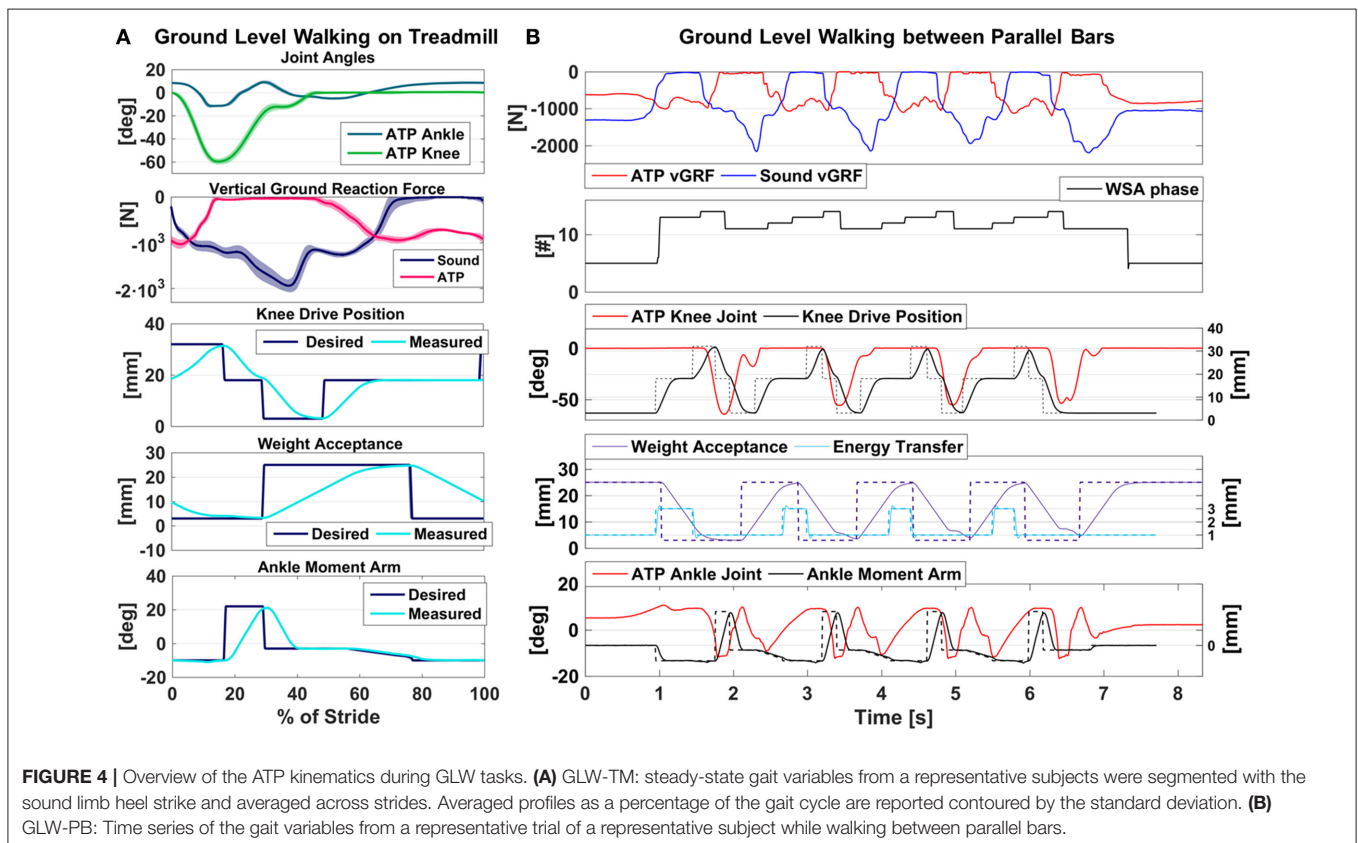 A Ground Level Walking on Treadmill
Joint Angles
20
0
-20
-40
-60
[deg]
ATP Ankle
ATP Knee
Vertical Ground Reaction Force
0
-10³
-2·10³
[N]
Sound
ATP
Knee Drive Position
40
20
0
[mm]
Desired Measured
Weight Acceptance
30
20
10
0
-10
[mm]
Desired Measured
Ankle Moment Arm
40
20
0
-20
[deg]
Desired
Measured
0 20 40 60 80 100
% of Stride
B Ground Level Walking between Parallel Bars
0
-1000
-2000
[N]
ATP vGRF Sound vGRF
WSA phase
10
0
[#]
ATP Knee Joint Knee Drive Position
0
-50
[deg]
40
30
20
10
0
[mm]
Weight Acceptance Energy Transfer
30
20
10
0
[mm]
3
2
1
[mm]
ATP Ankle Joint Ankle Moment Arm
20
0
-20
[deg]
0
[mm]
0 1 2 3 4 5 6 7 8
Time [s]
FIGURE 4 | Overview of the ATP kinematics during GLW tasks. (A) GLW-TM: steady-state gait variables from a representative subjects were segmented with the
sound limb heel strike and averaged across strides. Averaged profiles as a percentage of the gait cycle are reported contoured by the standard deviation. (B)
GLW-PB: Time series of the gait variables from a representative trial of a representative subject while walking between parallel bars.